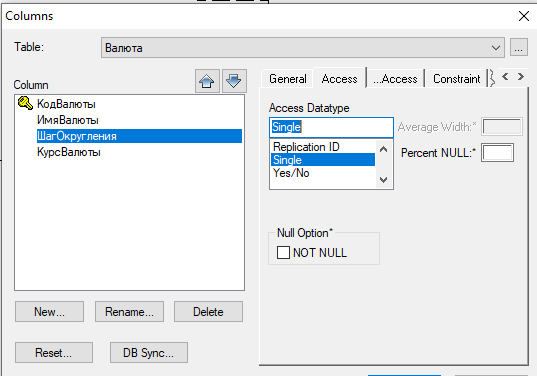 Columns
Table:
Валюта
...
Column
КодВалюты
ИмяВалюты
ШагОкругления
КурсВалюты
New...
Rename...
Delete
Reset...
DB Sync...
General
Access
...Access
Constraint
Access Datatype
Single
Replication ID
Single
Yes/No
Average Width:*
Percent NULL:*
Null Option*
NOT NULL